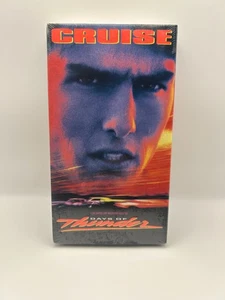 CRUISE
DAYS OF
Thunder